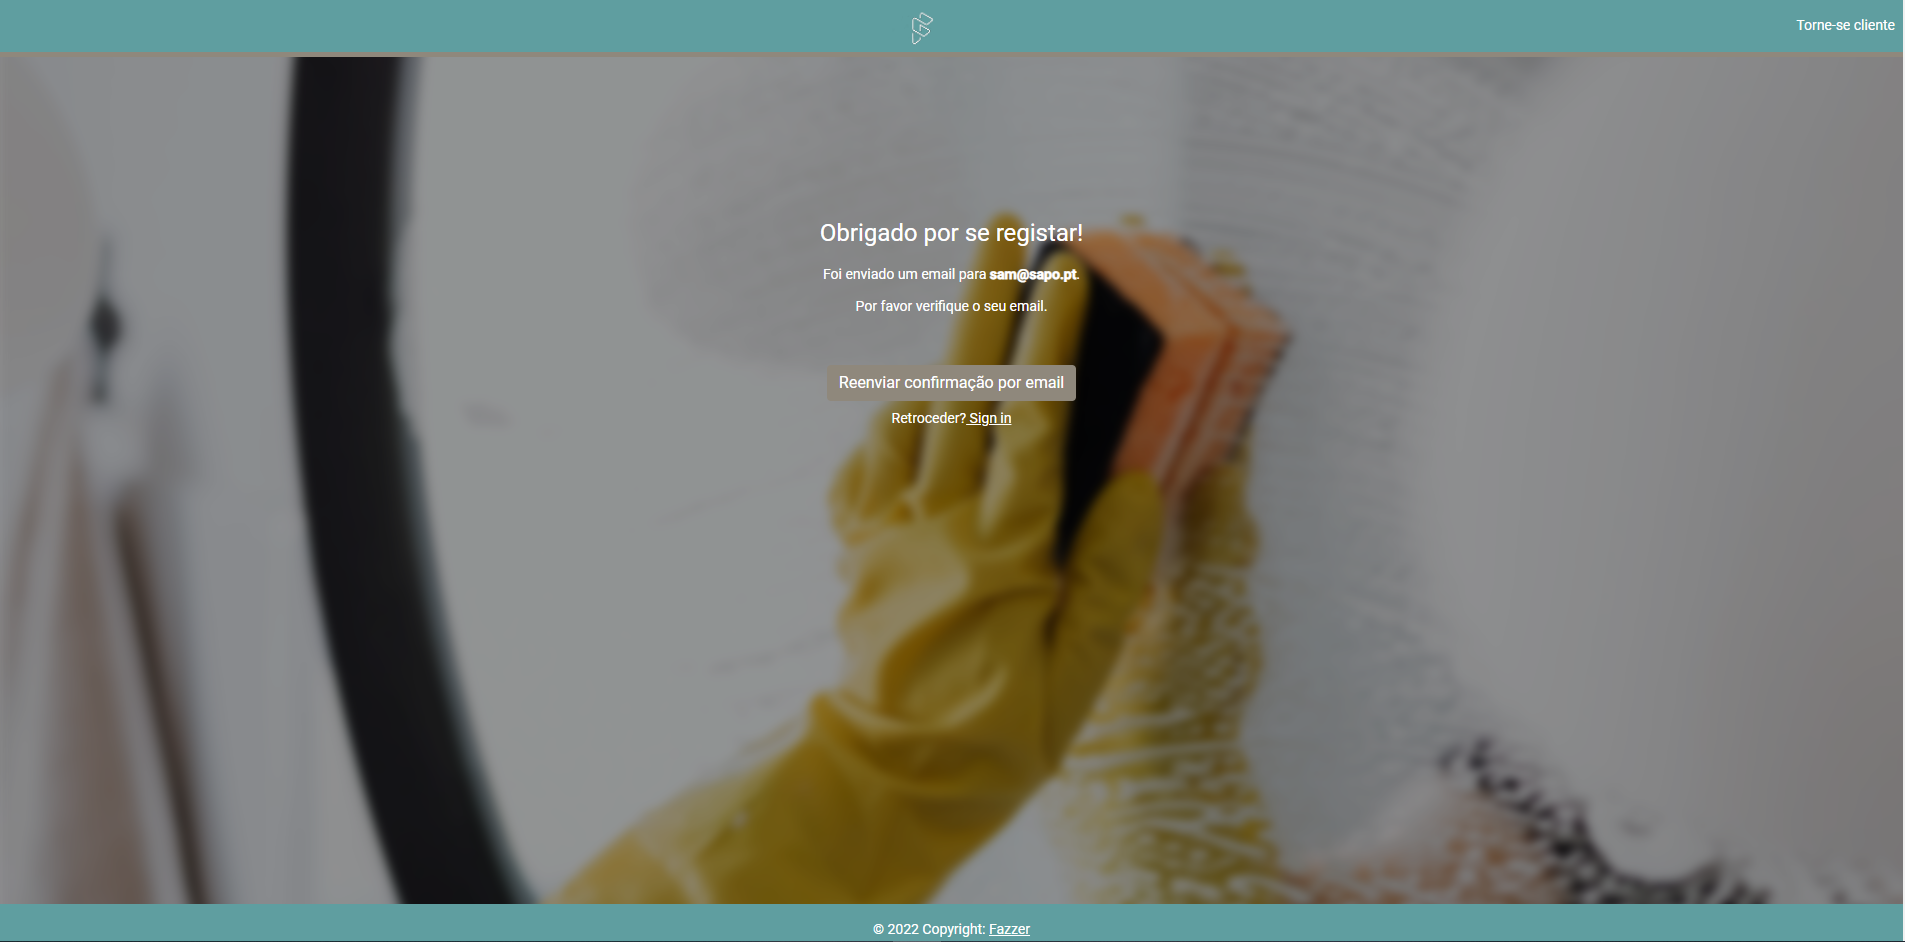 Torne-se cliente
Obrigado por se registar!
Foi enviado um email para sam@sapo.pt.
Por favor verifique o seu email.
Reenviar confirmação por email
Retroceder? Sign in
© 2022 Copyright: Fazzer